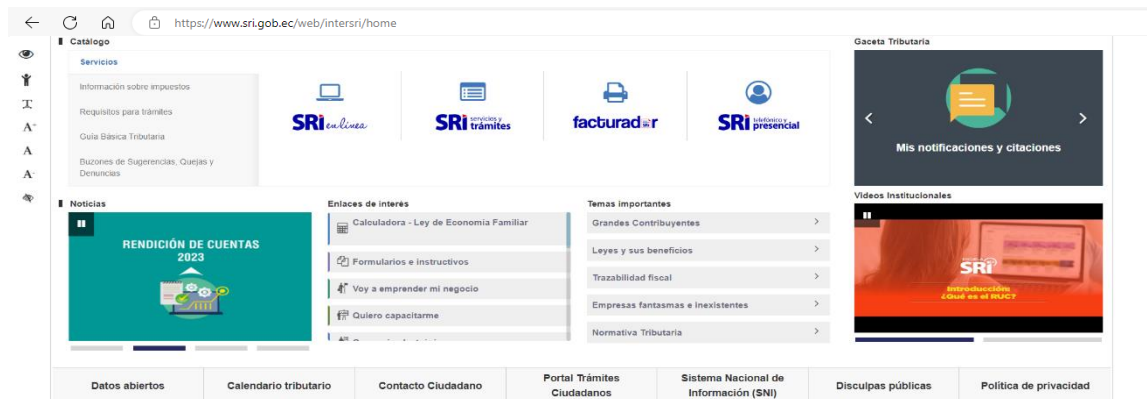 https://www.sri.gob.ec/web/intersri/home
Catálogo
Servicios
Información sobre impuestos
Requisitos para trámites
Guía Básica Tributaria
Buzones de Sugerencias, Quejas y
Denuncias
SRI en línea
SRI servicios y
trámites
facturador
SRI telefónico y
presencial
Gaceta Tributaria
Mis notificaciones y citaciones
Noticias
RENDICIÓN DE CUENTAS
2023
Enlaces de interés
Calculadora - Ley de Economía Familiar
Formularios e instructivos
Voy a emprender mi negocio
Quiero capacitarme
Temas importantes
Grandes Contribuyentes
Leyes y sus beneficios
Trazabilidad fiscal
Empresas fantasmas e inexistentes
Normativa Tributaria
Videos Institucionales
SRI
Introducción:
¿Qué es el RUC?
Datos abiertos
Calendario tributario
Contacto Ciudadano
Portal Trámites
Ciudadanos
Sistema Nacional de
Información (SNI)
Disculpas públicas
Política de privacidad